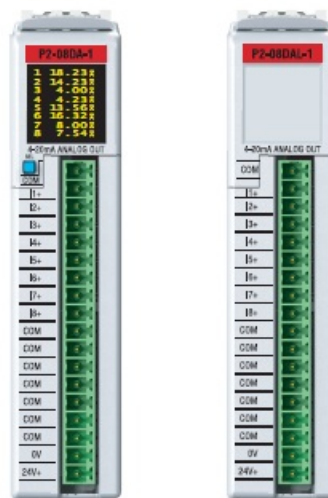 P2-08DA-1
1 18.23
2 14.23
3 4.00
4 4.23
5 13.56
6 16.32
7 8.00
8 7.54
4-20mA ANALOG OUT
COM
I1+
I2+
I3+
I4+
I5+
I6+
I7+
I8+
COM
COM
COM
COM
COM
COM
COM
0V
24V+
P2-08DAL-1
4-20mA ANALOG OUT
COM
I1+
I2+
I3+
I4+
I5+
I6+
I7+
I8+
COM
COM
COM
COM
COM
COM
COM
0V
24V+